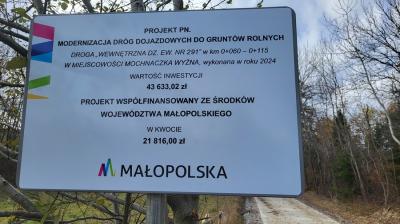 PROJEKT PN.
MODERNIZACJA DRÓG DOJAZDOWYCH DO GRUNTÓW ROLNYCH
DROGA „WEWNĘTRZNA DZ. EW. NR 291” w km 0+060 – 0+115
W MIEJSCOWOŚCI MOCHNACZKA WYŻNA, wykonana w roku 2024
WARTOŚĆ INWESTYCJI
43 633,02 zł
PROJEKT WSPÓŁFINANSOWANY ZE ŚRODKÓW
WOJEWÓDZTWA MAŁOPOLSKIEGO
W KWOCIE
21 816,00 zł
MAŁOPOLSKA